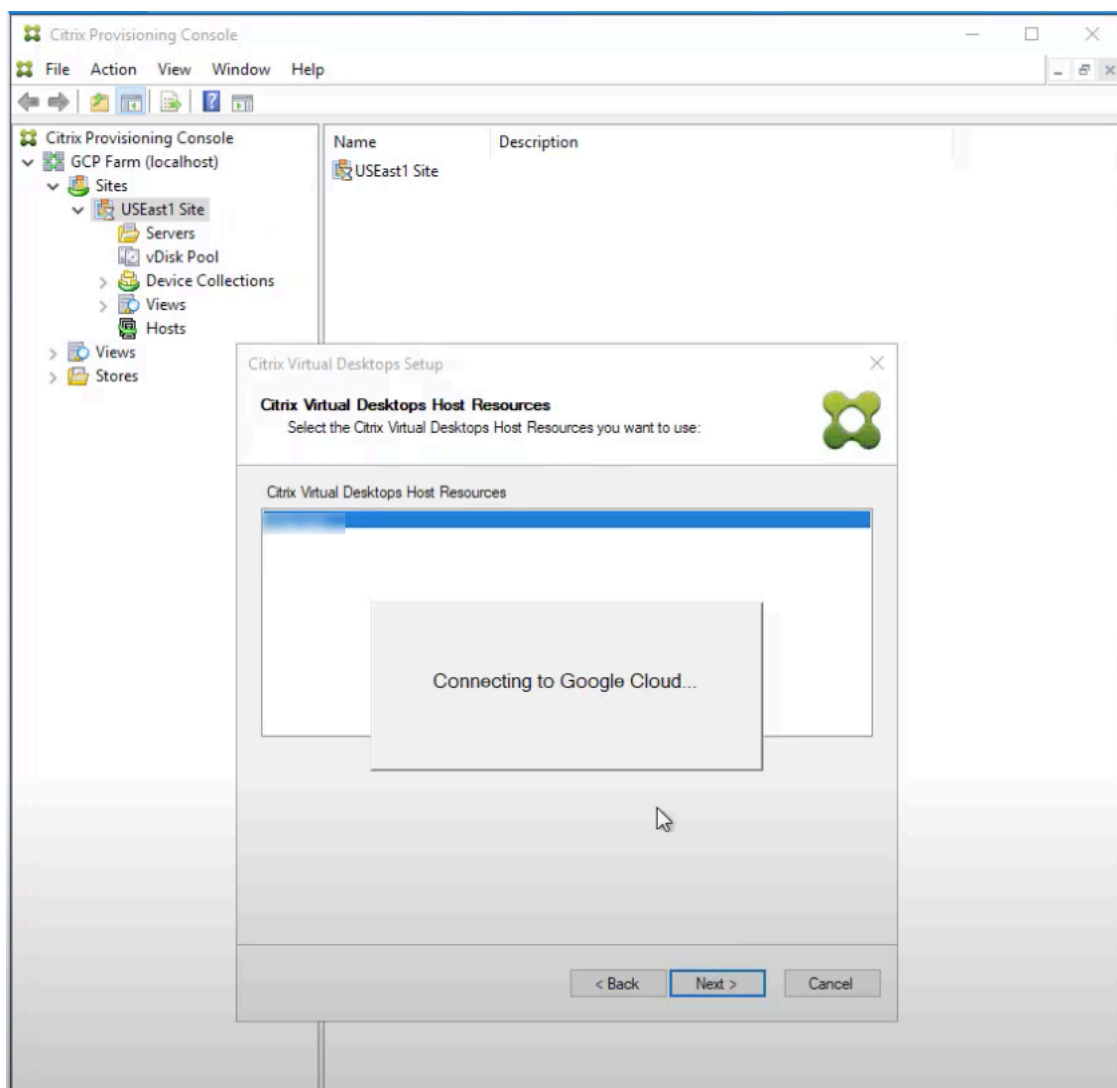 Citrix Provisioning Console
File Action View Window Help
Citrix Provisioning Console
GCP Farm (localhost)
Sites
USEast1 Site
Servers
vDisk Pool
Device Collections
Views
Hosts
Views
Stores
Name Description
USEast1 Site
Citrix Virtual Desktops Setup
Citrix Virtual Desktops Host Resources
Select the Citrix Virtual Desktops Host Resources you want to use:
Citrix Virtual Desktops Host Resources
Connecting to Google Cloud...
< Back Next > Cancel